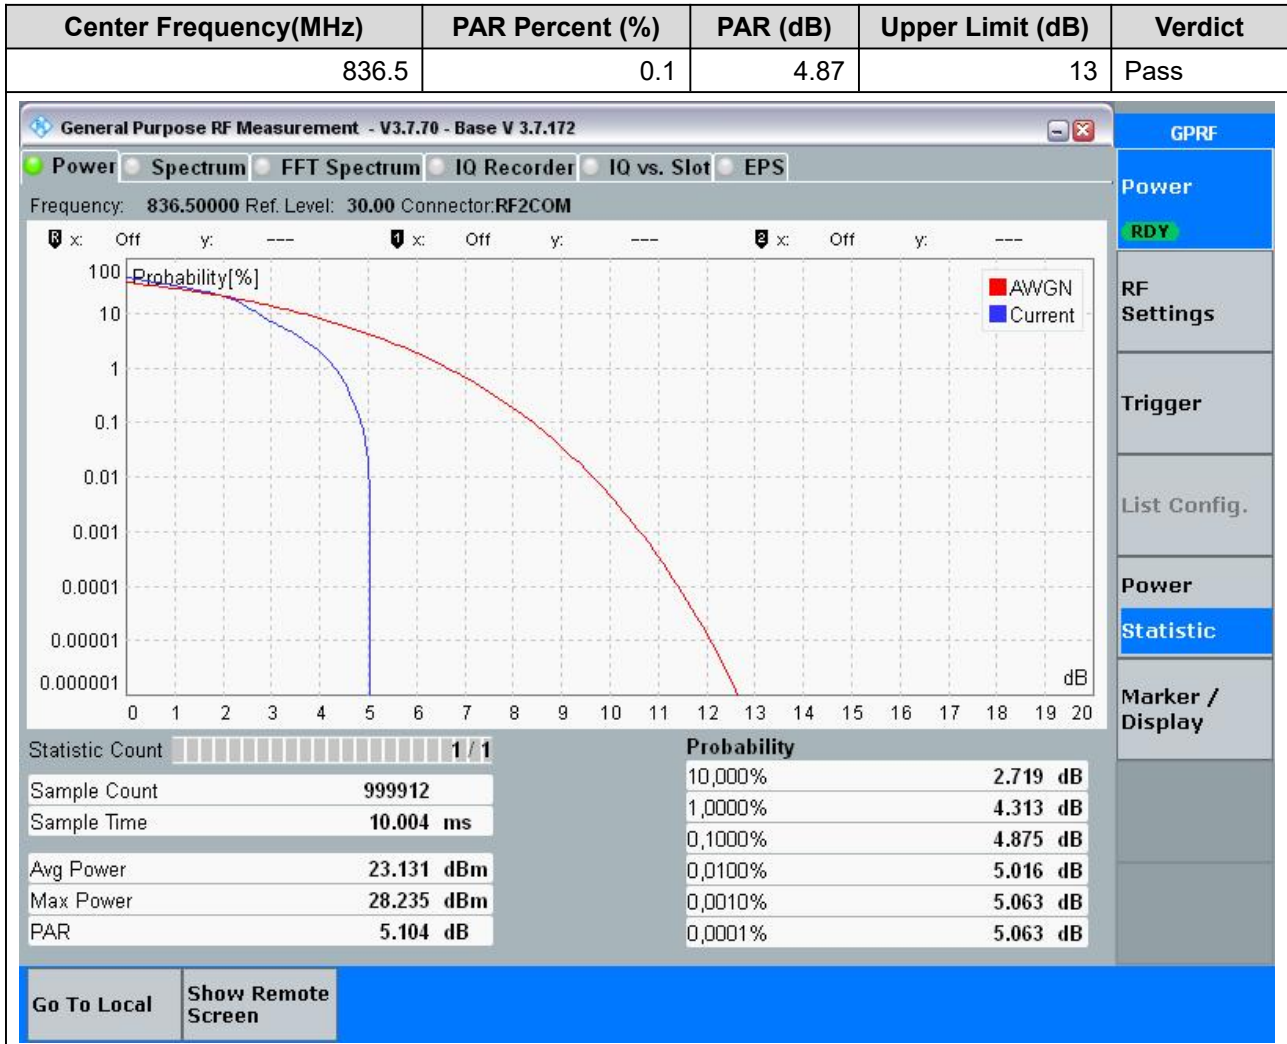 Center Frequency(MHz) PAR Percent (%) PAR (dB) Upper Limit (dB) Verdict
836.5 0.1 4.87 13 Pass
General Purpose RF Measurement - V3.7.70 - Base V 3.7.172
GPRF
Power Spectrum FFT Spectrum IQ Recorder IQ vs. Slot EPS
Power
RDY
Frequency: 836.50000 Ref. Level: 30.00 Connector:RF2COM
R x: Off y: --- 1 x: Off y: --- 2 x: Off y: ---
Probability[%]
AWGN
Current
100
10
1
0.1
0.01
0.001
0.0001
0.00001
0.000001
dB
0 1 2 3 4 5 6 7 8 9 10 11 12 13 14 15 16 17 18 19 20
RF
Settings
Trigger
List Config.
Power
Statistic
Marker /
Display
Statistic Count 1 / 1
Sample Count 999912
Sample Time 10.004 ms
Avg Power 23.131 dBm
Max Power 28.235 dBm
PAR 5.104 dB
Probability
10,000% 2.719 dB
1,0000% 4.313 dB
0,1000% 4.875 dB
0,0100% 5.016 dB
0,0010% 5.063 dB
0,0001% 5.063 dB
Go To Local
Show Remote
Screen